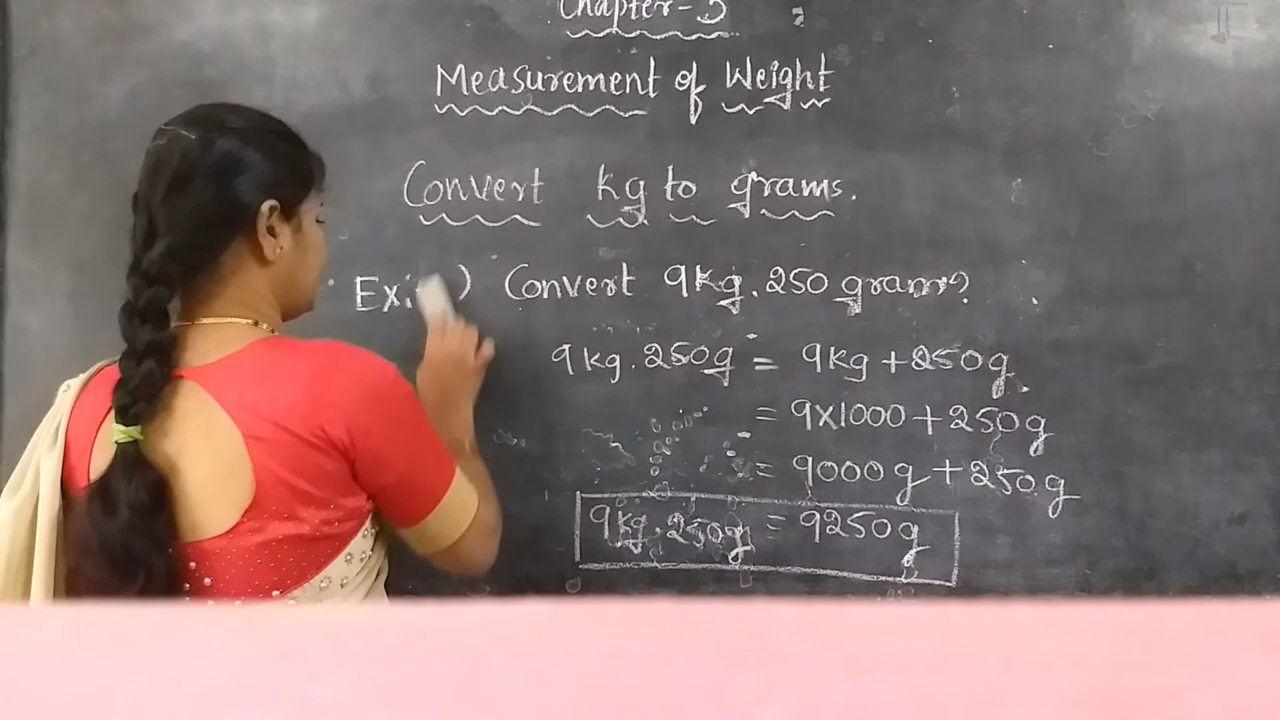 Chapter-5
Measurement of Weight
Convert kg to grams.
Ex: ) Convert 9kg.250 grams?
9kg.250g = 9kg +250g
= 9x1000+250g
= 9000g+250g
9kg.250g = 9250g